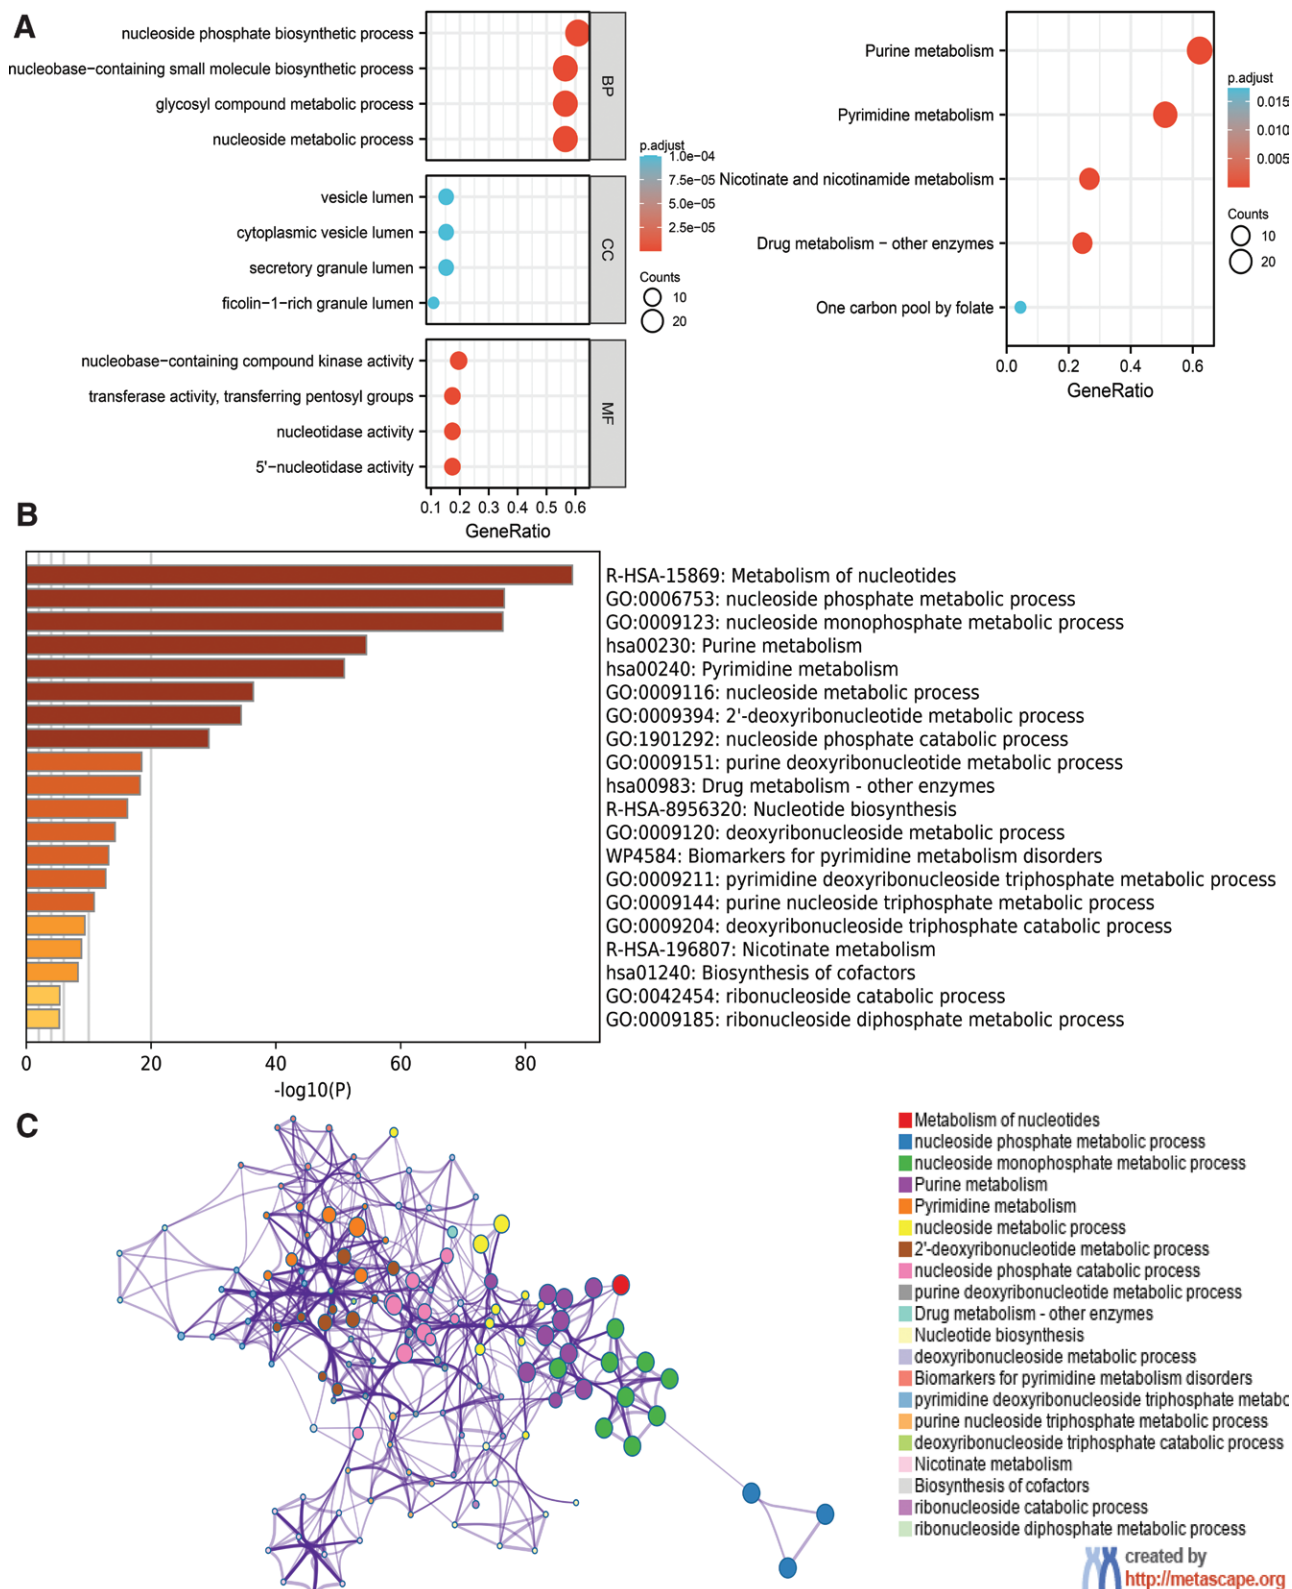 A
nucleoside phosphate biosynthetic process
nucleobase−containing small molecule biosynthetic process
glycosyl compound metabolic process
nucleoside metabolic process
BP
vesicle lumen
cytoplasmic vesicle lumen
secretory granule lumen
ficolin−1−rich granule lumen
CC
nucleobase−containing compound kinase activity
transferase activity, transferring pentosyl groups
nucleotidase activity
5'−nucleotidase activity
MF
0.1 0.2 0.3 0.4 0.5 0.6
GeneRatio
p.adjust
1.0e−04
7.5e−05
5.0e−05
2.5e−05
Counts
10
20
Purine metabolism
Pyrimidine metabolism
Nicotinate and nicotinamide metabolism
Drug metabolism − other enzymes
One carbon pool by folate
0.0 0.2 0.4 0.6
GeneRatio
p.adjust
0.015
0.010
0.005
Counts
10
20
B
R-HSA-15869: Metabolism of nucleotides
GO:0006753: nucleoside phosphate metabolic process
GO:0009123: nucleoside monophosphate metabolic process
hsa00230: Purine metabolism
hsa00240: Pyrimidine metabolism
GO:0009116: nucleoside metabolic process
GO:0009394: 2'-deoxyribonucleotide metabolic process
GO:1901292: nucleoside phosphate catabolic process
GO:0009151: purine deoxyribonucleotide metabolic process
hsa00983: Drug metabolism - other enzymes
R-HSA-8956320: Nucleotide biosynthesis
GO:0009120: deoxyribonucleoside metabolic process
WP4584: Biomarkers for pyrimidine metabolism disorders
GO:0009211: pyrimidine deoxyribonucleoside triphosphate metabolic process
GO:0009144: purine nucleoside triphosphate metabolic process
GO:0009204: deoxyribonucleoside triphosphate catabolic process
R-HSA-196807: Nicotinate metabolism
hsa01240: Biosynthesis of cofactors
GO:0042454: ribonucleoside catabolic process
GO:0009185: ribonucleoside diphosphate metabolic process
0 20 40 60 80
-log10(P)
C
Metabolism of nucleotides
nucleoside phosphate metabolic process
nucleoside monophosphate metabolic process
Purine metabolism
Pyrimidine metabolism
nucleoside metabolic process
2'-deoxyribonucleotide metabolic process
nucleoside phosphate catabolic process
purine deoxyribonucleotide metabolic process
Drug metabolism - other enzymes
Nucleotide biosynthesis
deoxyribonucleoside metabolic process
Biomarkers for pyrimidine metabolism disorders
pyrimidine deoxyribonucleoside triphosphate metabo
purine nucleoside triphosphate metabolic process
deoxyribonucleoside triphosphate catabolic process
Nicotinate metabolism
Biosynthesis of cofactors
ribonucleoside catabolic process
ribonucleoside diphosphate metabolic process
created by
http://metascape.org